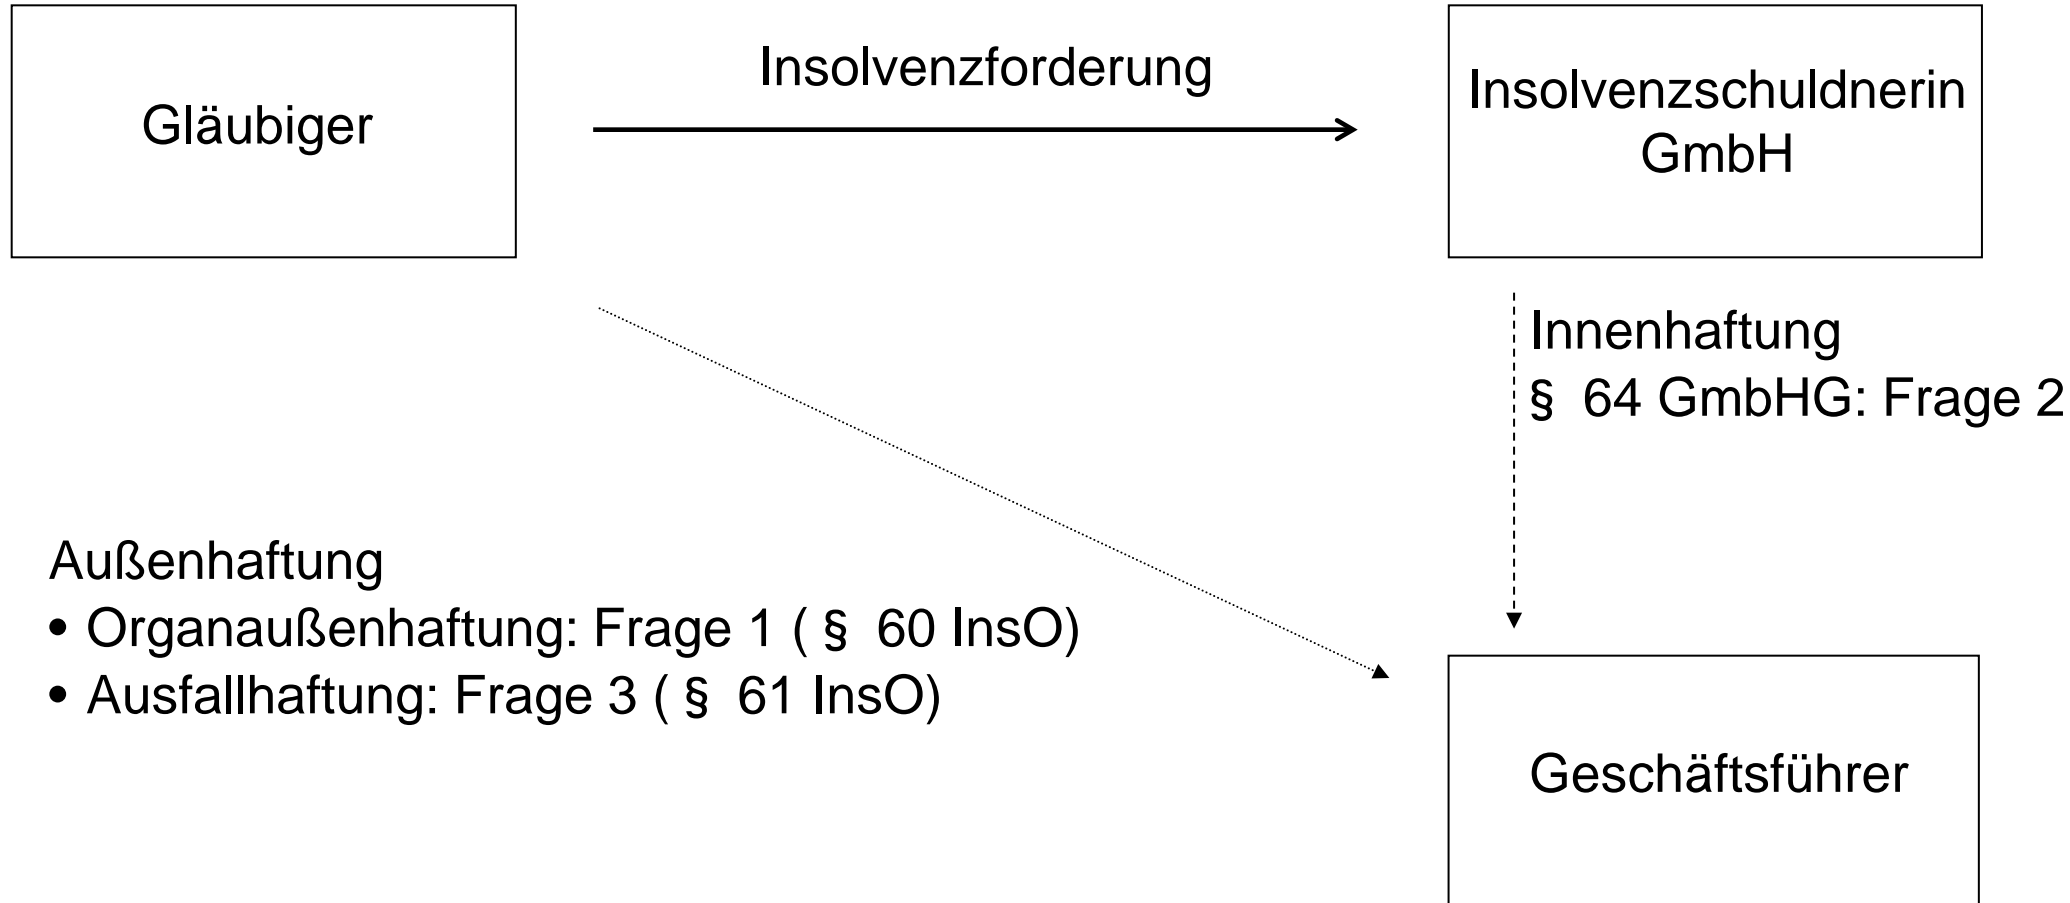 Gläubiger
Insolvenzforderung
Insolvenzschuldnerin
GmbH
Innenhaftung
§ 64 GmbHG: Frage 2
Außenhaftung
• Organaußenhaftung: Frage 1 ( § 60 InsO)
• Ausfallhaftung: Frage 3 ( § 61 InsO)
Geschäftsführer